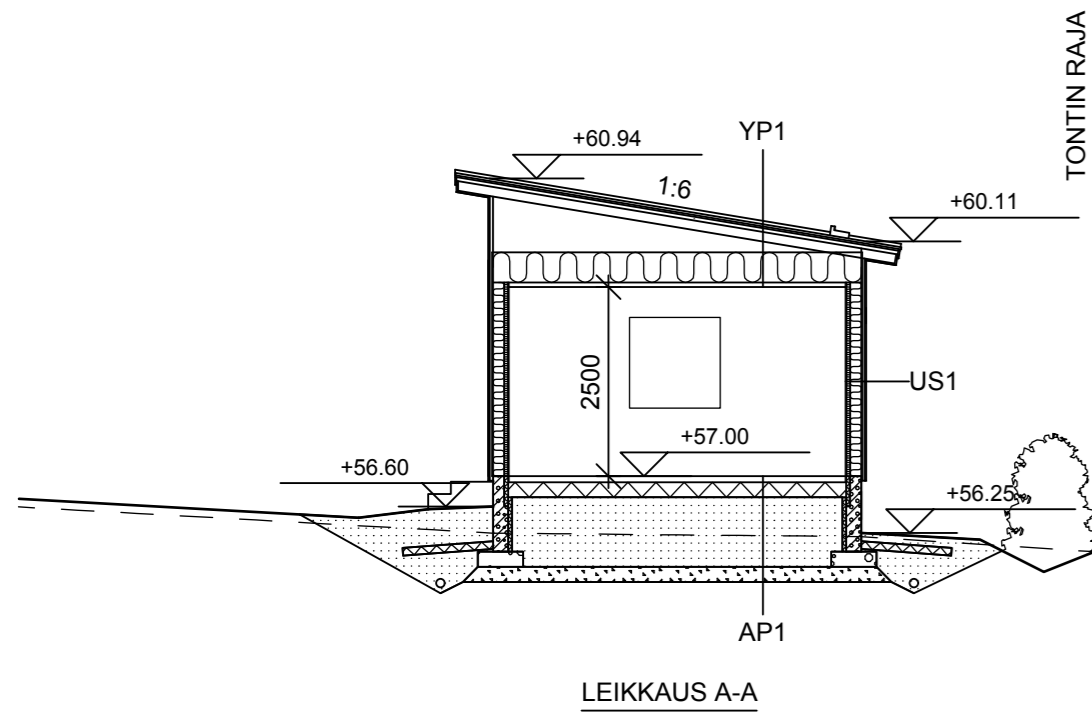 TONTIN RAJA
YP1
+60.94
1:6
+60.11
2500
US1
+57.00
+56.60
+56.25
AP1
LEIKKAUS A-A